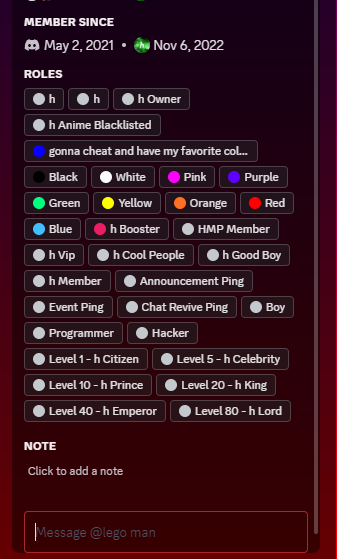 MEMBER SINCE
May 2, 2021 • Nov 6, 2022
ROLES
h h h Owner
h Anime Blacklisted
gonna cheat and have my favorite col...
Black White Pink Purple
Green Yellow Orange Red
Blue h Booster HMP Member
h Vip h Cool People h Good Boy
h Member Announcement Ping
Event Ping Chat Revive Ping Boy
Programmer Hacker
Level 1 - h Citizen Level 5 - h Celebrity
Level 10 - h Prince Level 20 - h King
Level 40 - h Emperor Level 80 - h Lord
NOTE
Click to add a note
Message @lego man